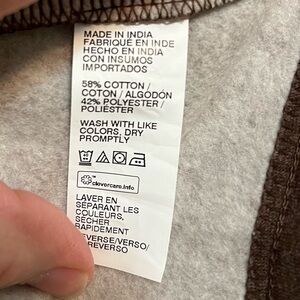 MADE IN INDIA
FABRIQUÉ EN INDE
HECHO EN INDIA
CON INSUMOS
IMPORTADOS
58% COTTON /
COTON / ALGODÓN
42% POLYESTER /
POLIÉSTER
WASH WITH LIKE
COLORS, DRY
PROMPTLY
clevercare.info
LAVER EN
SÉPARANT LES
COULEURS,
SÉCHER
RAPIDEMENT
REVERSE/VERSO/
REVERSO